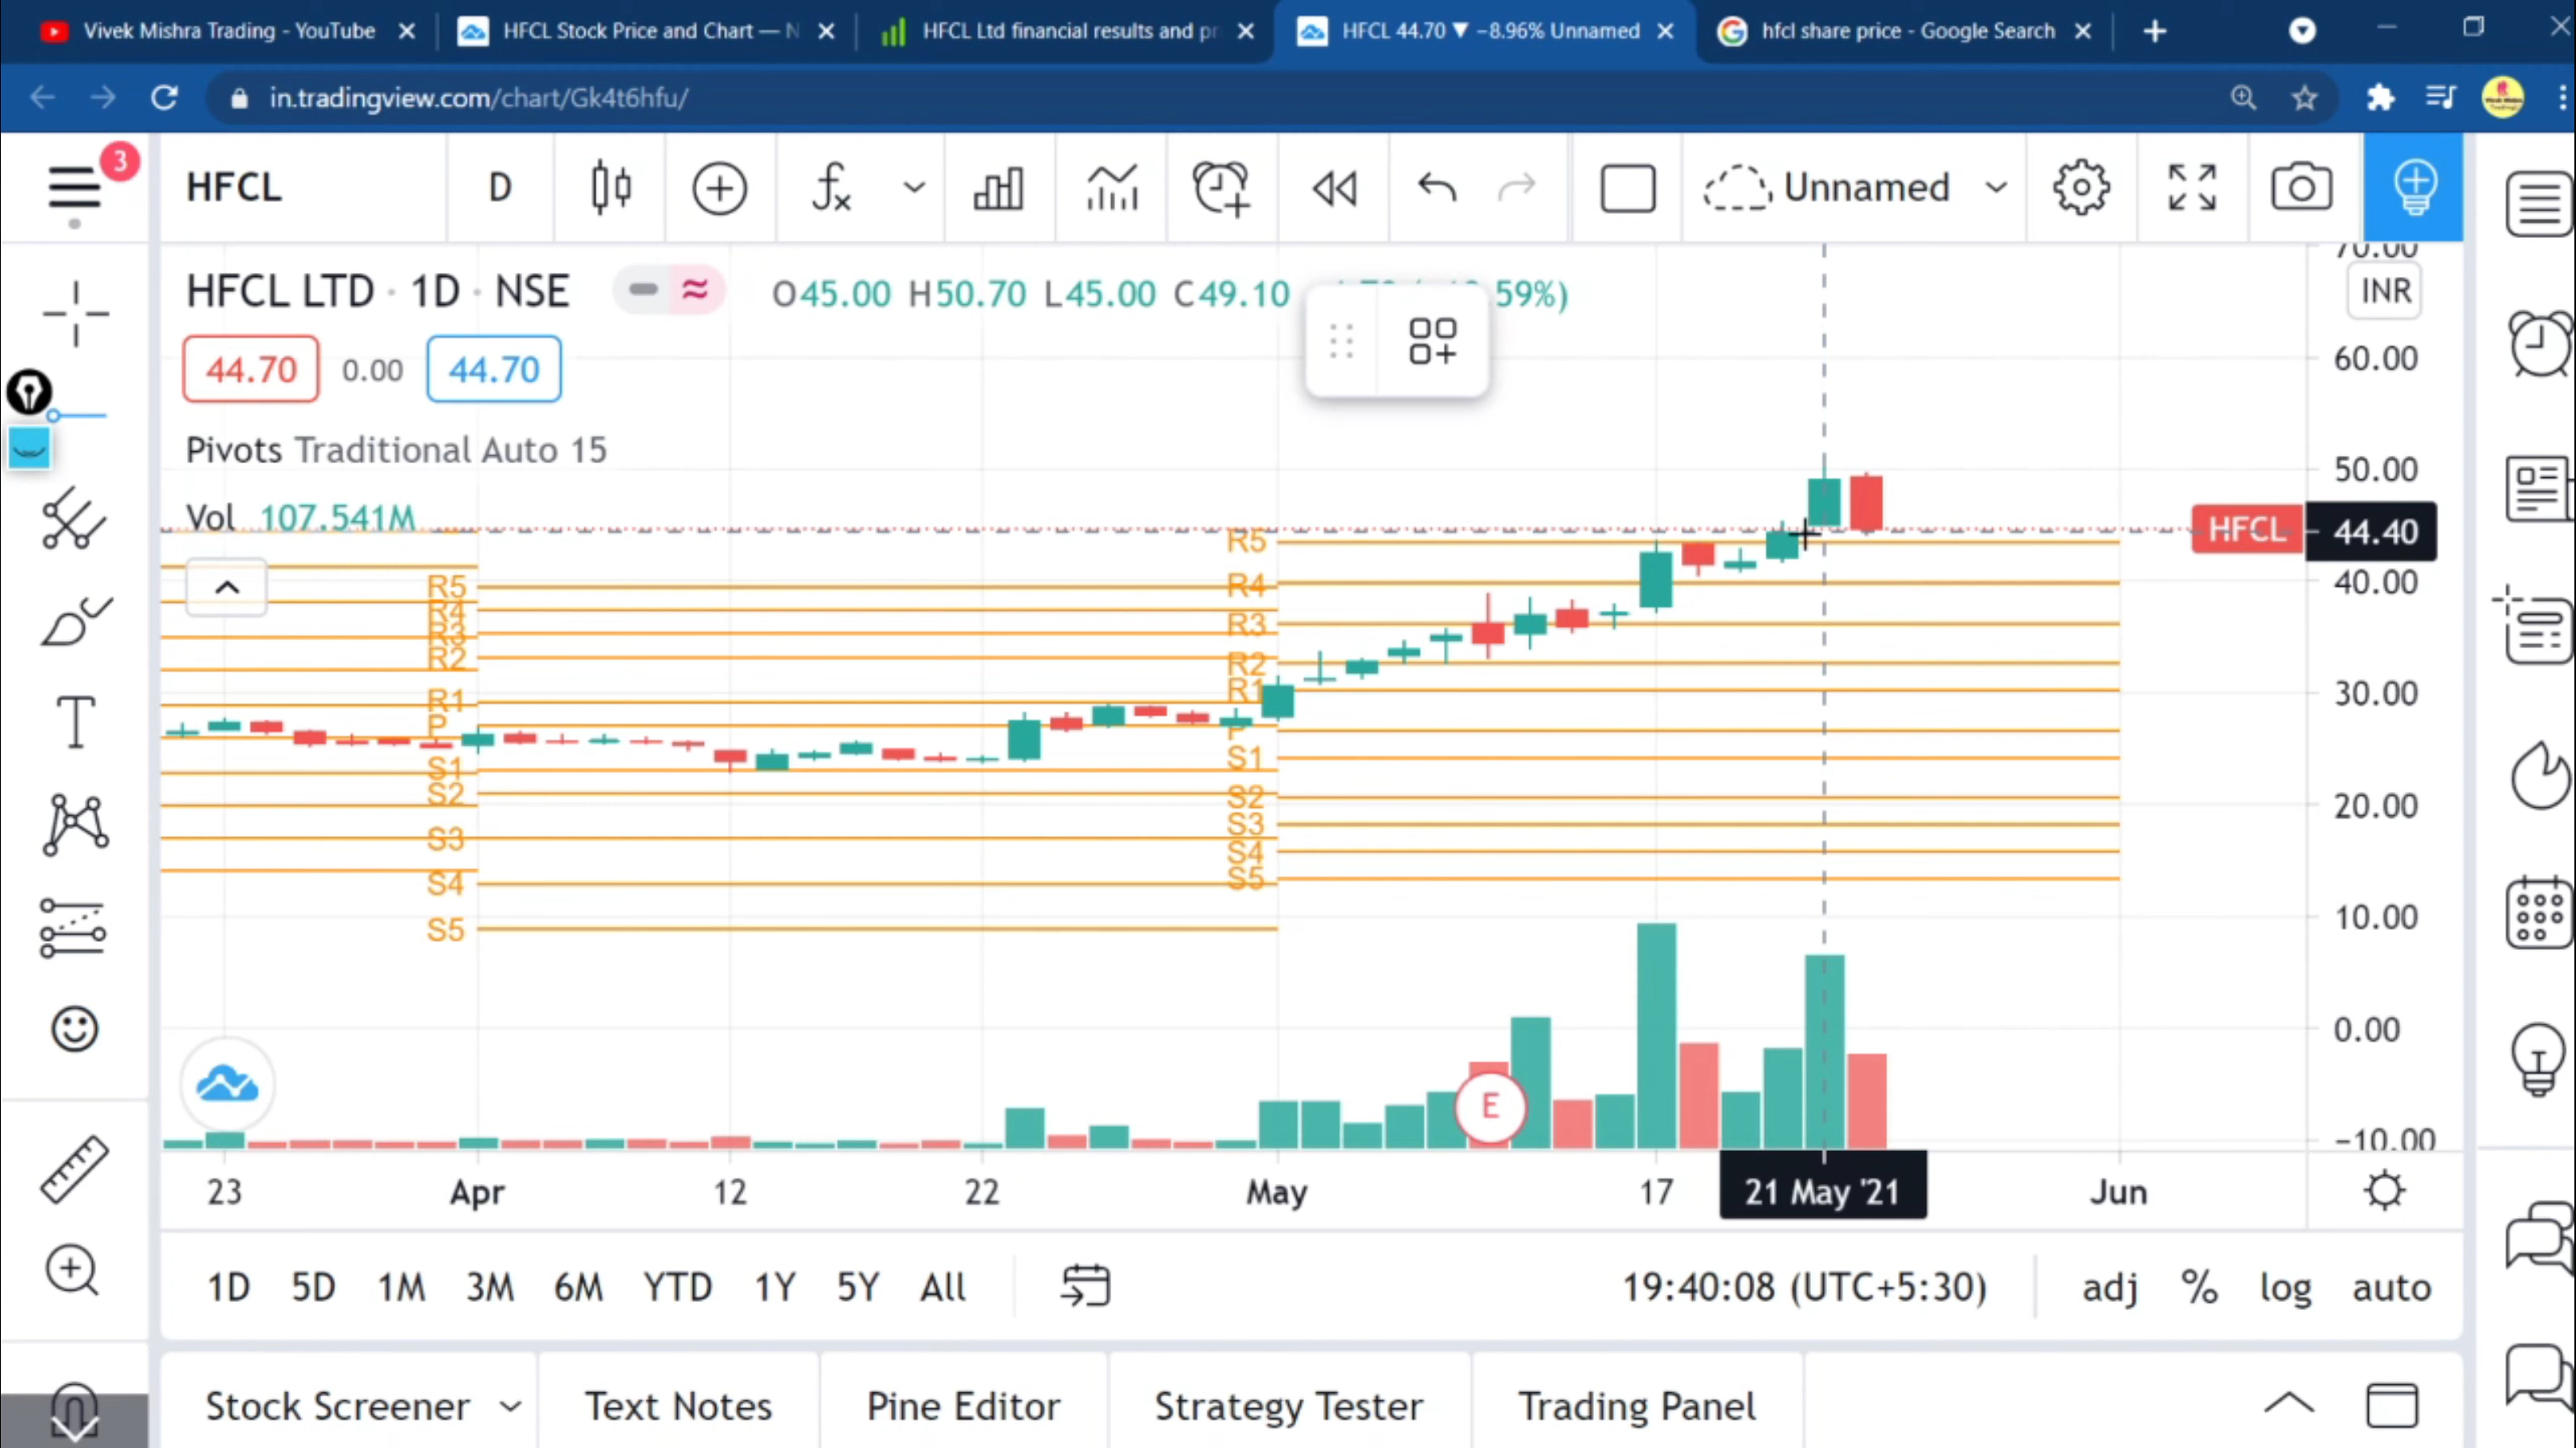 Vivek Mishra Trading - YouTube
HFCL Stock Price and Chart — N
HFCL Ltd financial results and pr
HFCL 44.70 ▼ −8.96% Unnamed
hfcl share price - Google Search
in.tradingview.com/chart/Gk4t6hfu/
3
HFCL
D
Unnamed
HFCL LTD · 1D · NSE
O45.00 H50.70 L45.00 C49.10
59%)
INR
44.70 0.00 44.70
Pivots Traditional Auto 15
Vol 107.541M
70.00
60.00
50.00
HFCL 44.40
40.00
30.00
20.00
10.00
0.00
−10.00
R5
R4
R3
R2
R1
P
S1
S2
S3
S4
S5
R5
R4
R3
R2
R1
P
S1
S2
S3
S4
S5
E
23 Apr 12 22 May 17 21 May '21 Jun
1D 5D 1M 3M 6M YTD 1Y 5Y All
19:40:08 (UTC+5:30) adj % log auto
Stock Screener Text Notes Pine Editor Strategy Tester Trading Panel